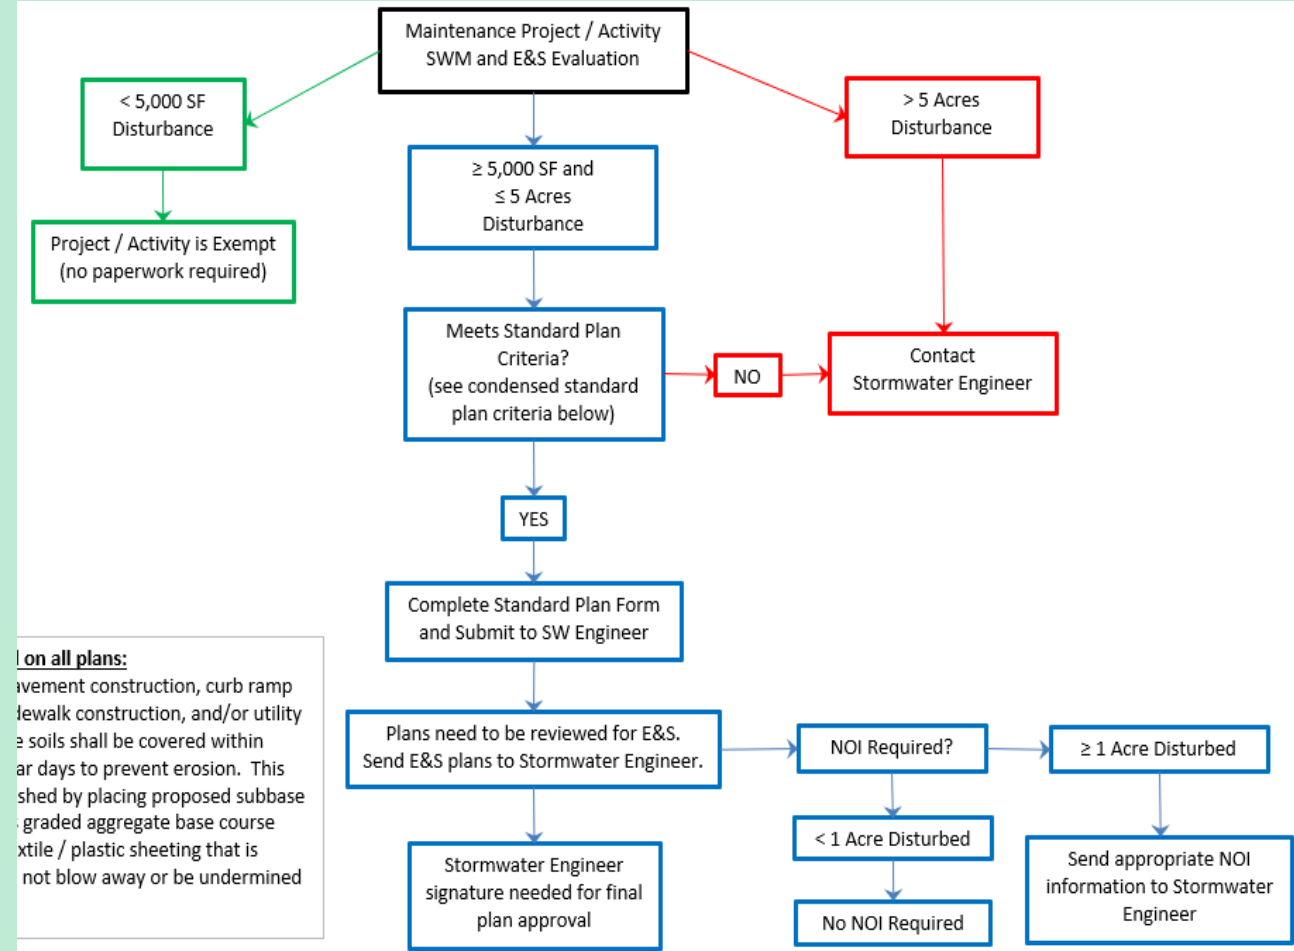 Maintenance Project / Activity
SWM and E&S Evaluation
< 5,000 SF
Disturbance
> 5 Acres
Disturbance
≥ 5,000 SF and
≤ 5 Acres
Disturbance
Project / Activity is Exempt
(no paperwork required)
Meets Standard Plan
Criteria?
(see condensed standard
plan criteria below)
NO
Contact
Stormwater Engineer
YES
Complete Standard Plan Form
and Submit to SW Engineer
on all plans:
construction, curb ramp
construction, and/or utility
soils shall be covered within
days to prevent erosion. This
by placing proposed subbase
graded aggregate base course
/ plastic sheeting that is
not blow away or be undermined
Plans need to be reviewed for E&S.
Send E&S plans to Stormwater Engineer.
NOI Required?
≥ 1 Acre Disturbed
< 1 Acre Disturbed
Stormwater Engineer
signature needed for final
plan approval
Send appropriate NOI
information to Stormwater
Engineer
No NOI Required